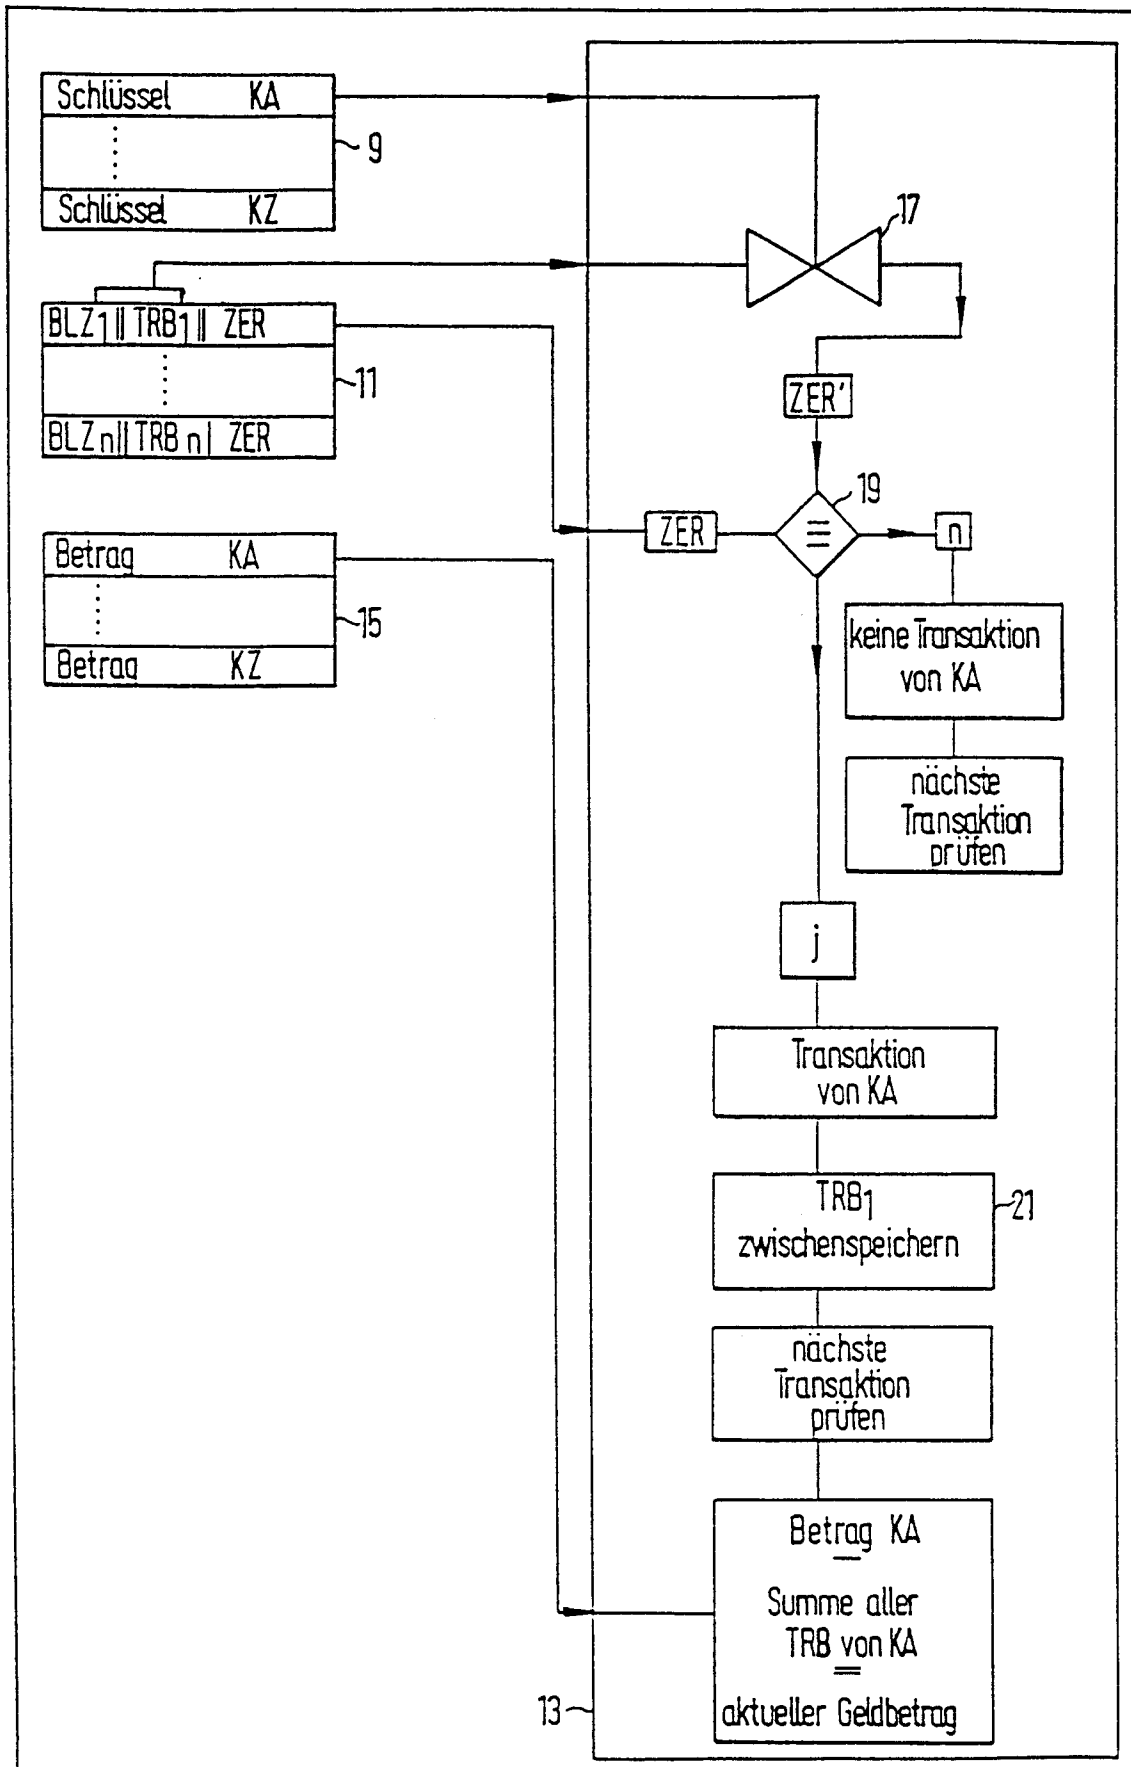 Schlüssel KA
9
Schlüssel KZ
17
BLZ1 || TRB1 || ZER
11
BLZn || TRBn | ZER
ZER'
19
ZER
n
Betrag KA
15
Betrag KZ
keine Transaktion
von KA
nächste
Transaktion
prüfen
j
Transaktion
von KA
TRB1
zwischenspeichern
21
nächste
Transaktion
prüfen
Betrag KA
—
Summe aller
TRB von KA
=
aktueller Geldbetrag
13